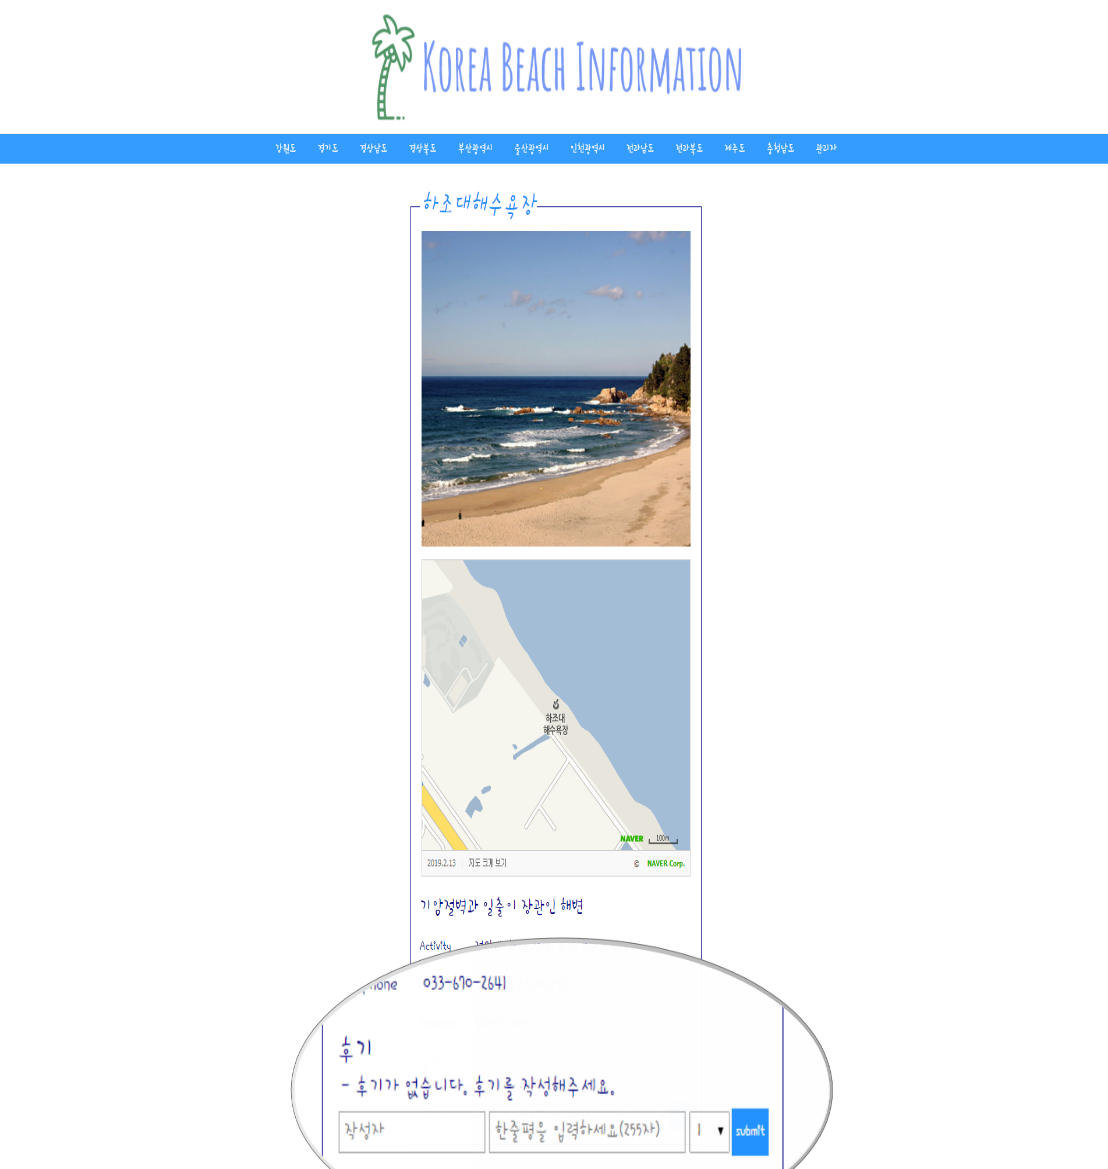 KOREA BEACH INFORMATION
강원도 경기도 경상남도 경상북도 부산광역시 울산광역시 인천광역시 전라남도 전라북도 제주도 충청남도 관리자
하조대해수욕장
하조대
해수욕장
NAVER 100m
2019.2.13 지도 크게 보기 © NAVER Corp.
기암절벽과 일출이 장관인 해변
Activity
033-670-2641
후기
- 후기가 없습니다. 후기를 작성해주세요.
작성자 한줄평을 입력하세요(255자) 1 submit